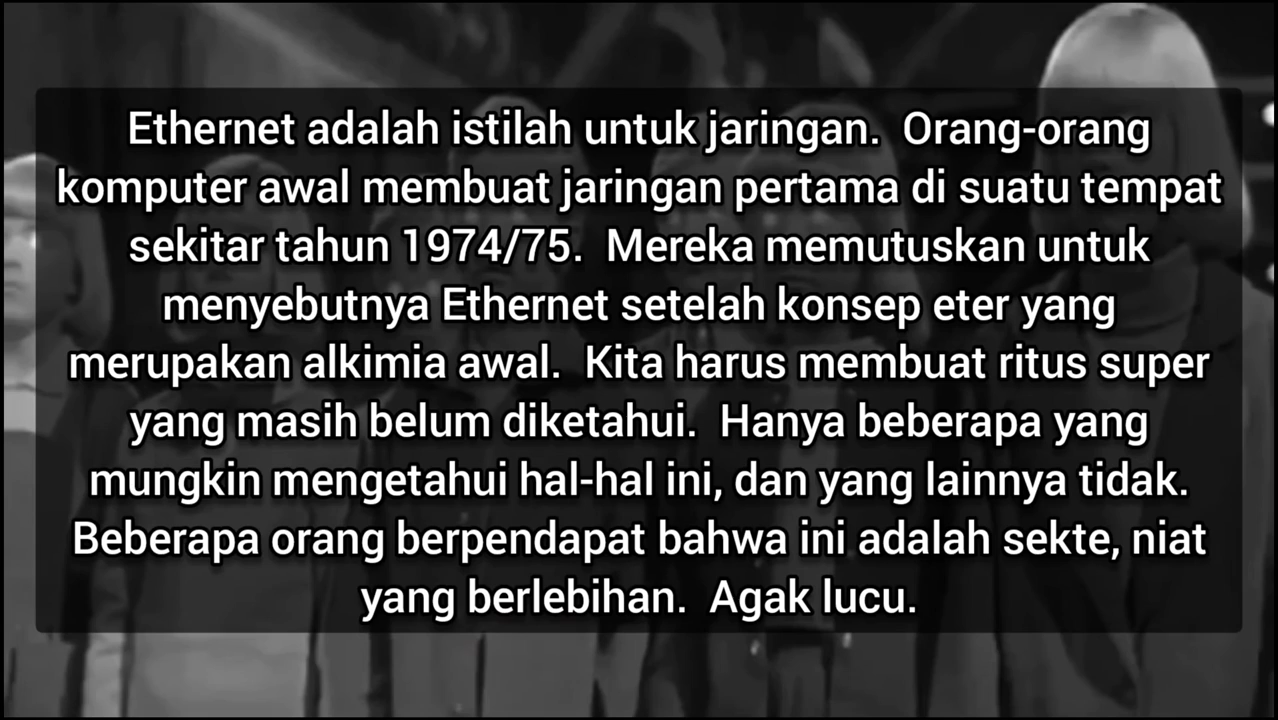 Ethernet adalah istilah untuk jaringan.  Orang-orang
komputer awal membuat jaringan pertama di suatu tempat
sekitar tahun 1974/75.  Mereka memutuskan untuk
menyebutnya Ethernet setelah konsep eter yang
merupakan alkimia awal.  Kita harus membuat ritus super
yang masih belum diketahui.  Hanya beberapa yang
mungkin mengetahui hal-hal ini, dan yang lainnya tidak.
Beberapa orang berpendapat bahwa ini adalah sekte, niat
yang berlebihan.  Agak lucu.